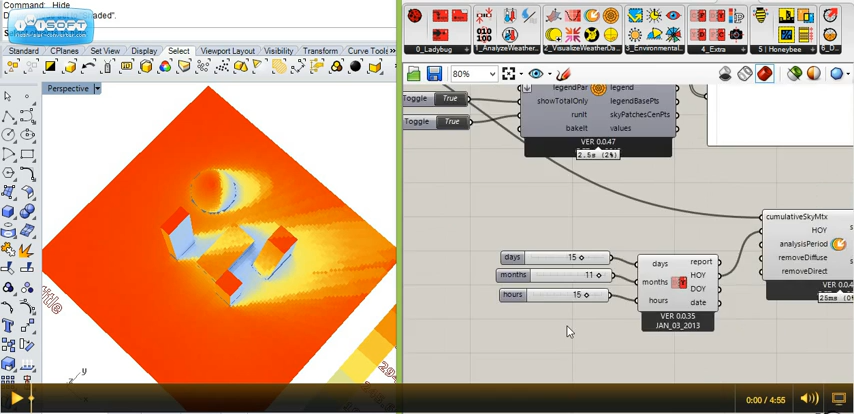 Command: _Hide
iSOFT
Standard CPlanes Set View Display Select Viewport Layout Visibility Transform Curve Tools
Perspective
y
x
0_Ladybug
1_AnalyzeWeather...
2_VisualizeWeatherDa...
3_Environmental...
4_Extra
5 | Honeybee
6_D...
80%
Toggle True
Toggle True
legendPar legend
showTotalOnly legendBasePts
runIt skyPatchesCenPts
bakeIt values
VER 0.0.47
2.5s (2%)
cumulativeSkyMtx
HOY
analysisPeriod
removeDiffuse
removeDirect
days 15
months 11
hours 15
days
months
hours
report
HOY
DOY
date
VER 0.0.35
JAN_03_2013
0:00 / 4:55